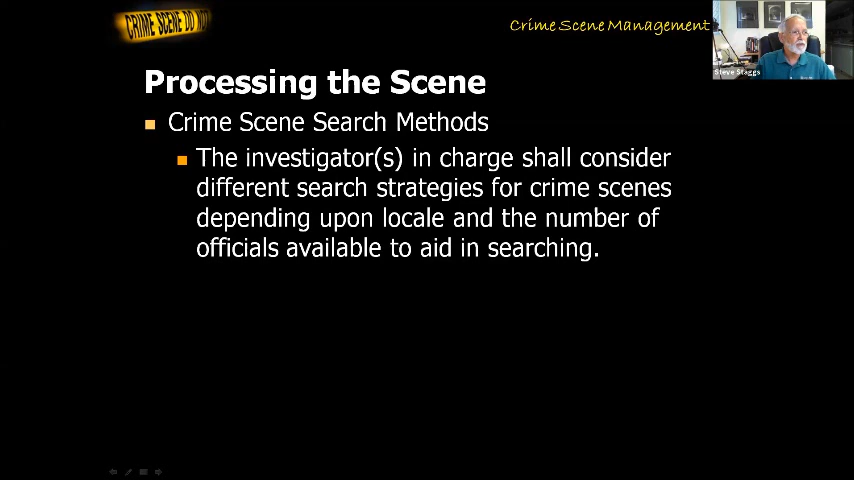 CRIME SCENE DO NOT
Crime Scene Management
Steve Staggs
Processing the Scene
Crime Scene Search Methods
The investigator(s) in charge shall consider
different search strategies for crime scenes
depending upon locale and the number of
officials available to aid in searching.